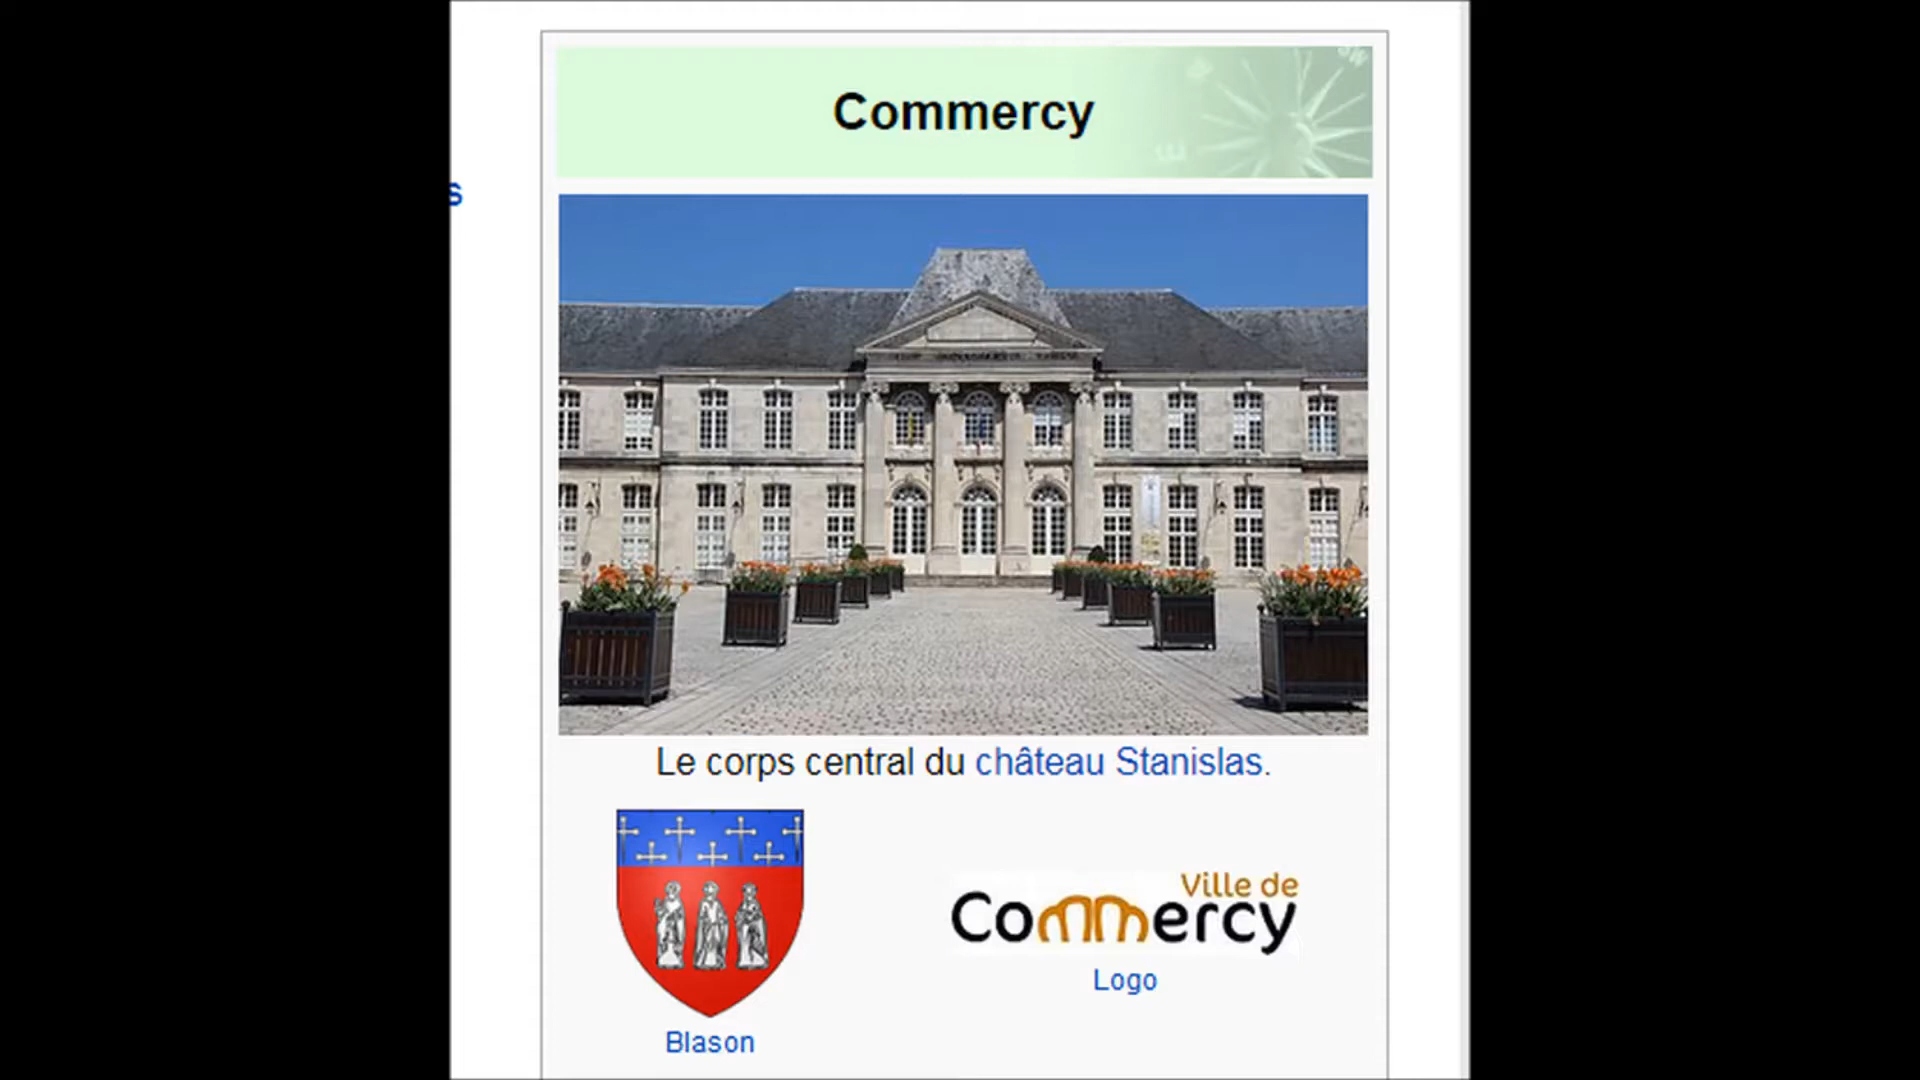 Commercy
s
Le corps central du château Stanislas.
Ville de
Commercy
Logo
Blason